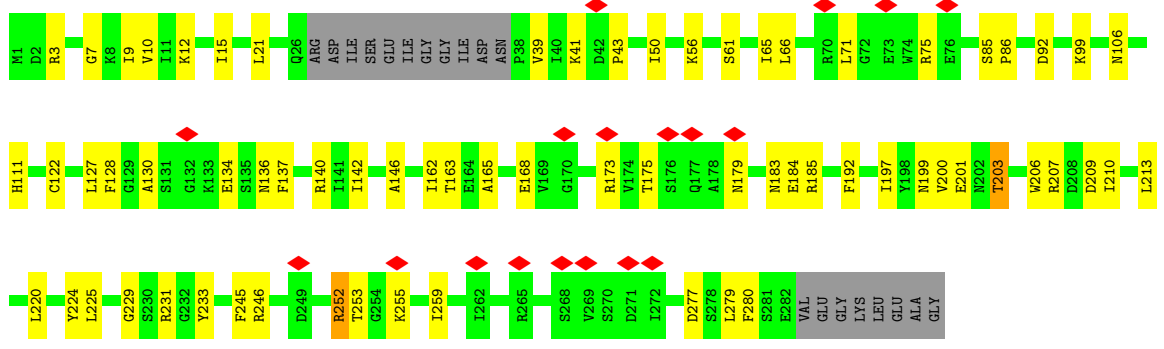 M1 D2 R3 G7 K8 I9 V10 I11 K12 I15 L21 Q26 ARG ASP ILE SER GLU ILE GLY GLY ILE ASP ASN P38 V39 I40 K41 D42 P43 I50 K56 S61 I65 L66 R70 L71 G72 E73 W74 R75 E76 S85 P86 D92 K99 N106
H111 C122 L127 F128 G129 A130 S131 G132 K133 E134 S135 N136 F137 R140 I141 I142 A146 I162 T163 E164 A165 E168 V169 G170 R173 V174 T175 S176 Q177 A178 N179 N183 E184 R185 F192 I197 Y198 N199 V200 E201 N202 T203 W206 R207 D208 D209 I210 L213
L220 Y224 L225 G229 S230 R231 G232 Y233 F245 R246 D249 R252 T253 G254 K255 I259 I262 R265 S268 V269 S270 D271 I272 D277 S278 L279 F280 S281 E282 VAL GLU GLY LYS LEU GLU ALA GLY